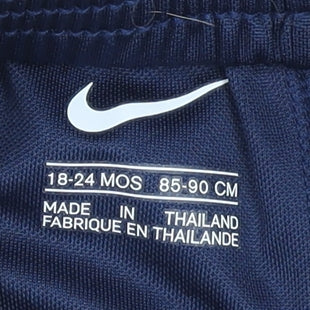 18-24 MOS 85-90 CM
MADE IN THAILAND
FABRIQUE EN THAILANDE